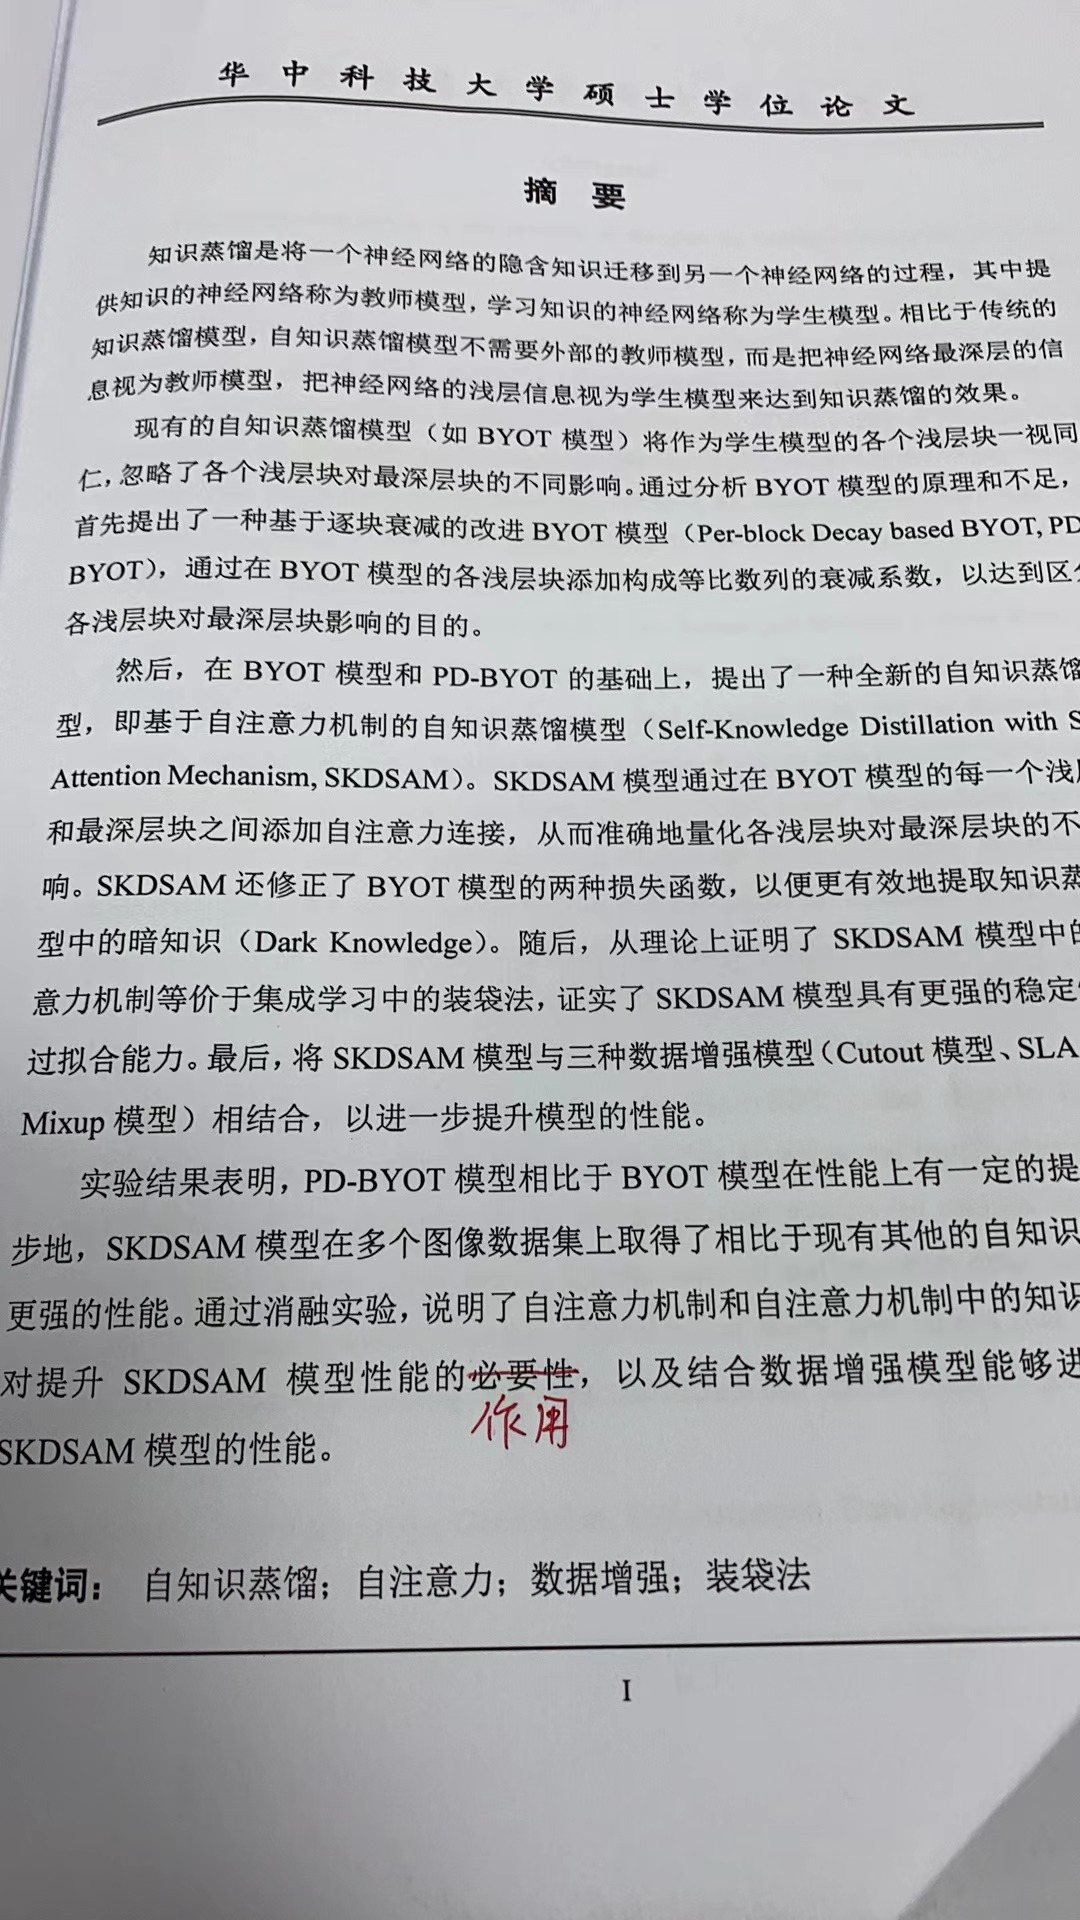 华中科技大学硕士学位论文
摘 要
知识蒸馏是将一个神经网络的隐含知识迁移到另一个神经网络的过程，其中提
供知识的神经网络称为教师模型，学习知识的神经网络称为学生模型。相比于传统的
知识蒸馏模型，自知识蒸馏模型不需要外部的教师模型，而是把神经网络最深层的信
息视为教师模型，把神经网络的浅层信息视为学生模型来达到知识蒸馏的效果。
现有的自知识蒸馏模型（如 BYOT 模型）将作为学生模型的各个浅层块一视同
仁，忽略了各个浅层块对最深层块的不同影响。通过分析 BYOT 模型的原理和不足，
首先提出了一种基于逐块衰减的改进 BYOT 模型（Per-block Decay based BYOT, PD
BYOT），通过在 BYOT 模型的各浅层块添加构成等比数列的衰减系数，以达到区
各浅层块对最深层块影响的目的。
然后，在 BYOT 模型和 PD-BYOT 的基础上，提出了一种全新的自知识蒸馏
型，即基于自注意力机制的自知识蒸馏模型（Self-Knowledge Distillation with S
Attention Mechanism, SKDSAM）。SKDSAM 模型通过在 BYOT 模型的每一个浅
和最深层块之间添加自注意力连接，从而准确地量化各浅层块对最深层块的不
响。SKDSAM 还修正了 BYOT 模型的两种损失函数，以便更有效地提取知识蒸
型中的暗知识（Dark Knowledge）。随后，从理论上证明了 SKDSAM 模型中的
意力机制等价于集成学习中的装袋法，证实了 SKDSAM 模型具有更强的稳定
过拟合能力。最后，将 SKDSAM 模型与三种数据增强模型（Cutout 模型、SLA
Mixup 模型）相结合，以进一步提升模型的性能。
实验结果表明，PD-BYOT 模型相比于 BYOT 模型在性能上有一定的提
步地，SKDSAM 模型在多个图像数据集上取得了相比于现有其他的自知识
更强的性能。通过消融实验，说明了自注意力机制和自注意力机制中的知识
对提升 SKDSAM 模型性能的必要性，以及结合数据增强模型能够进
作用
SKDSAM 模型的性能。
关键词： 自知识蒸馏；自注意力；数据增强；装袋法
I